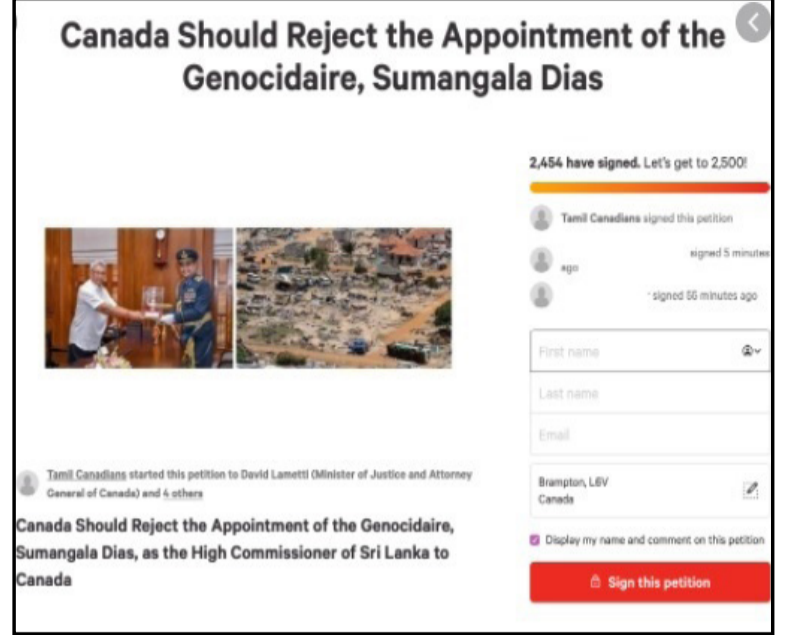 Canada Should Reject the Appointment of the
Genocidaire, Sumangala Dias
2,454 have signed. Let's get to 2,500!
Tamil Canadians signed this petition
signed 5 minutes
ago
· signed 56 minutes ago
First name
Last name
Email
Brampton, L6V
Canada
Display my name and comment on this petition
Sign this petition
Tamil Canadians started this petition to David Lametti (Minister of Justice and Attorney
General of Canada) and 4 others
Canada Should Reject the Appointment of the Genocidaire,
Sumangala Dias, as the High Commissioner of Sri Lanka to
Canada